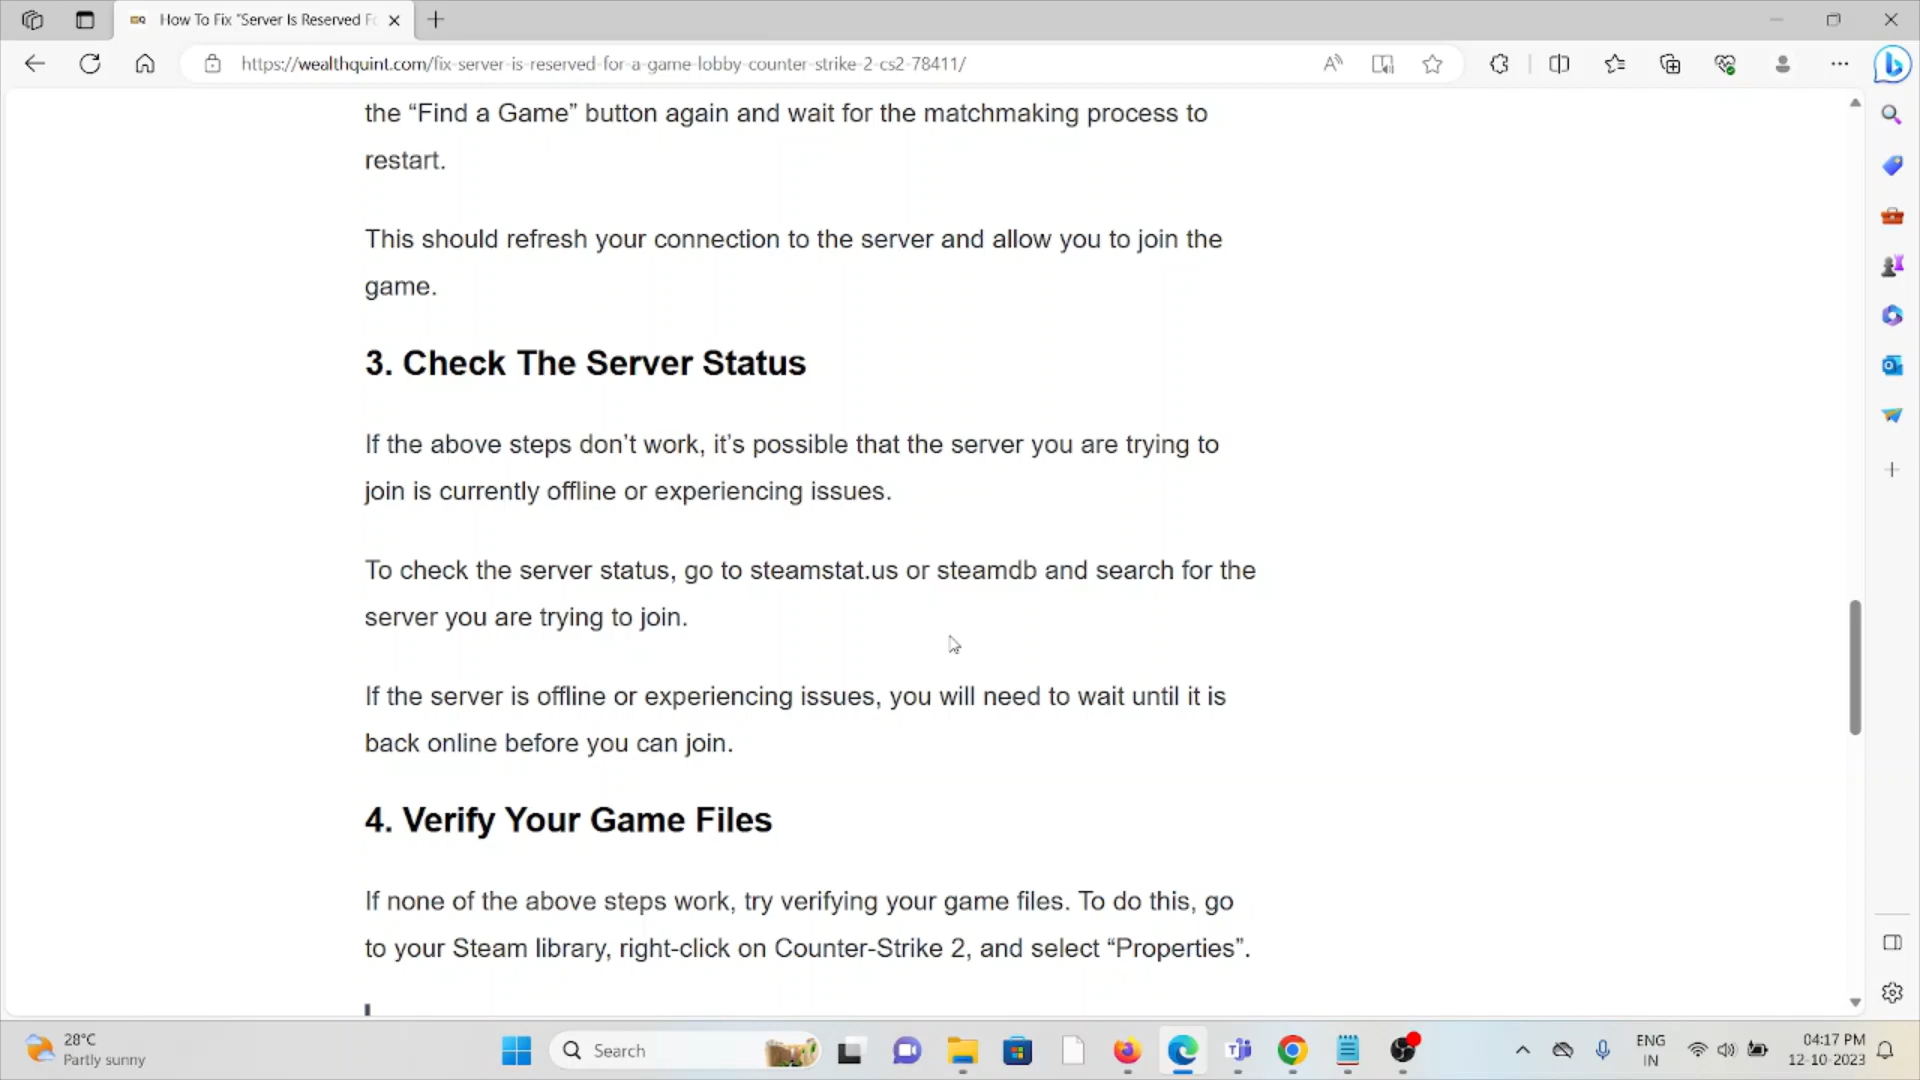 How To Fix "Server Is Reserved Fo
https://wealthquint.com/fix-server-is-reserved-for-a-game-lobby-counter-strike-2-cs2-78411/
the “Find a Game” button again and wait for the matchmaking process to
restart.
This should refresh your connection to the server and allow you to join the
game.
3. Check The Server Status
If the above steps don’t work, it’s possible that the server you are trying to
join is currently offline or experiencing issues.
To check the server status, go to steamstat.us or steamdb and search for the
server you are trying to join.
If the server is offline or experiencing issues, you will need to wait until it is
back online before you can join.
4. Verify Your Game Files
If none of the above steps work, try verifying your game files. To do this, go
to your Steam library, right-click on Counter-Strike 2, and select “Properties”.
28°C
Partly sunny
Search
ENG
IN
04:17 PM
12-10-2023